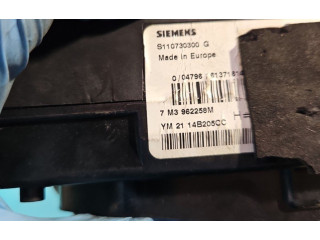 SIEMENS
S110730300 G
Made in Europe
7 M3 962258M
YM 21 14B205CC